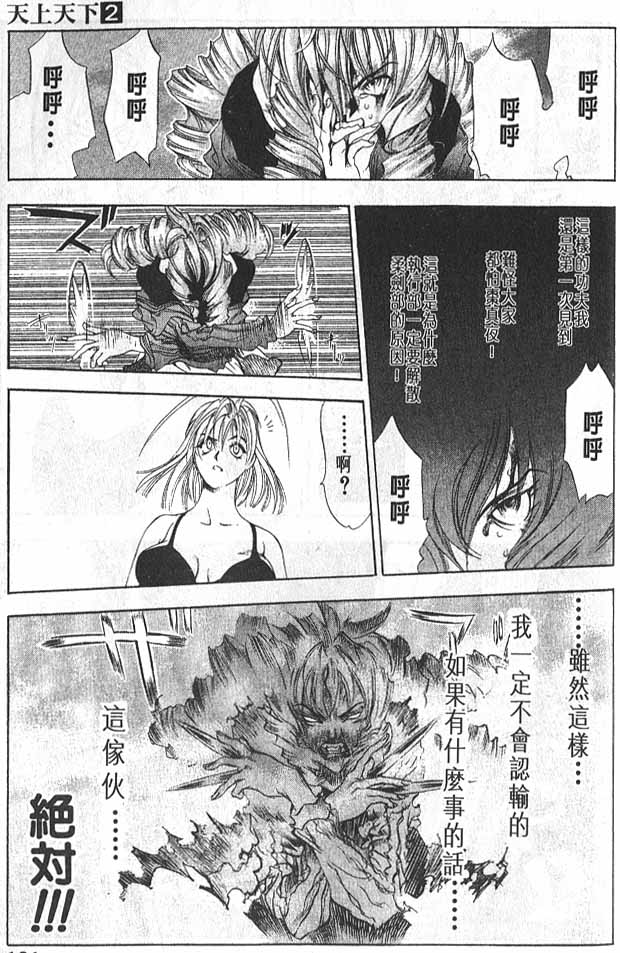 天上天下2
呼呼
呼呼
呼呼
呼呼…
這樣的功夫我
還是第一次見到
難怪大家
都怕棗真夜！
這就是為什麼
執行部一定要解散
柔劍部的原因！
呼呼
呼呼
……啊？
……雖然這樣…
我一定不會認輸的
如果有什麼事的話……
這傢伙……
絕対!!!